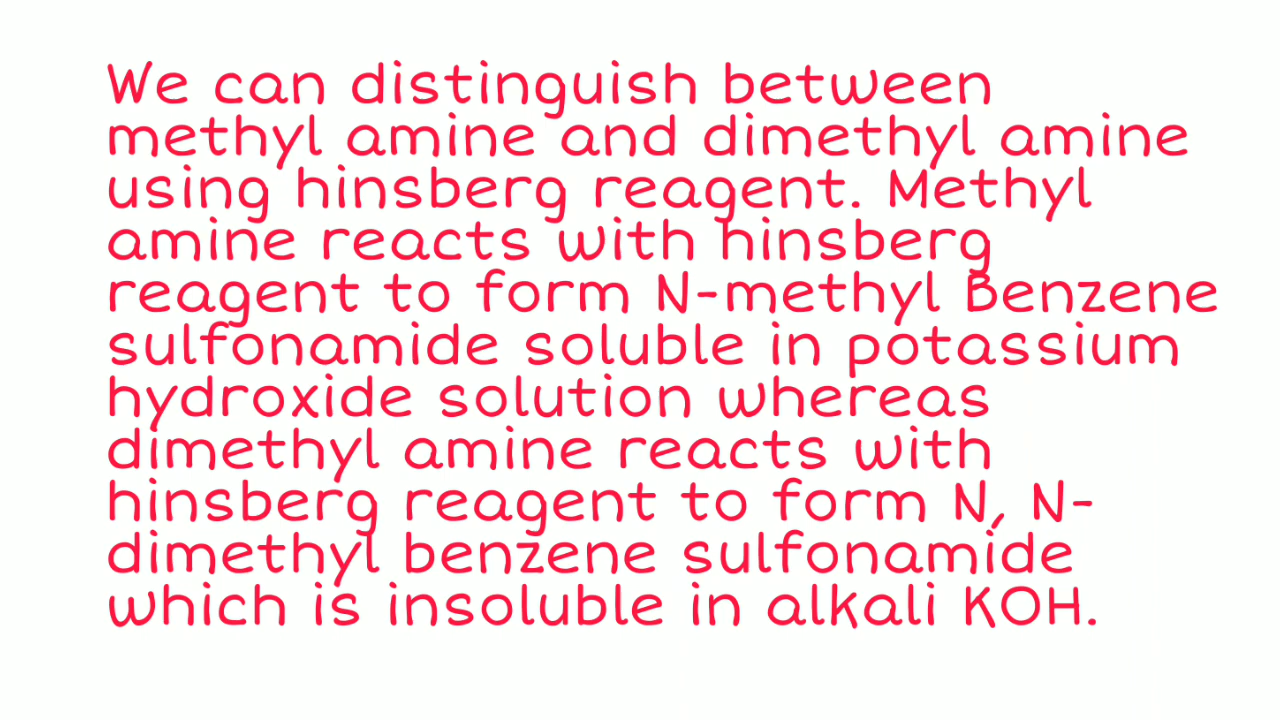 We can distinguish between
methyl amine and dimethyl amine
using hinsberg reagent. Methyl
amine reacts with hinsberg
reagent to form N-methyl Benzene
sulfonamide soluble in potassium
hydroxide solution whereas
dimethyl amine reacts with
hinsberg reagent to form N, N-
dimethyl benzene sulfonamide
which is insoluble in alkali KOH.